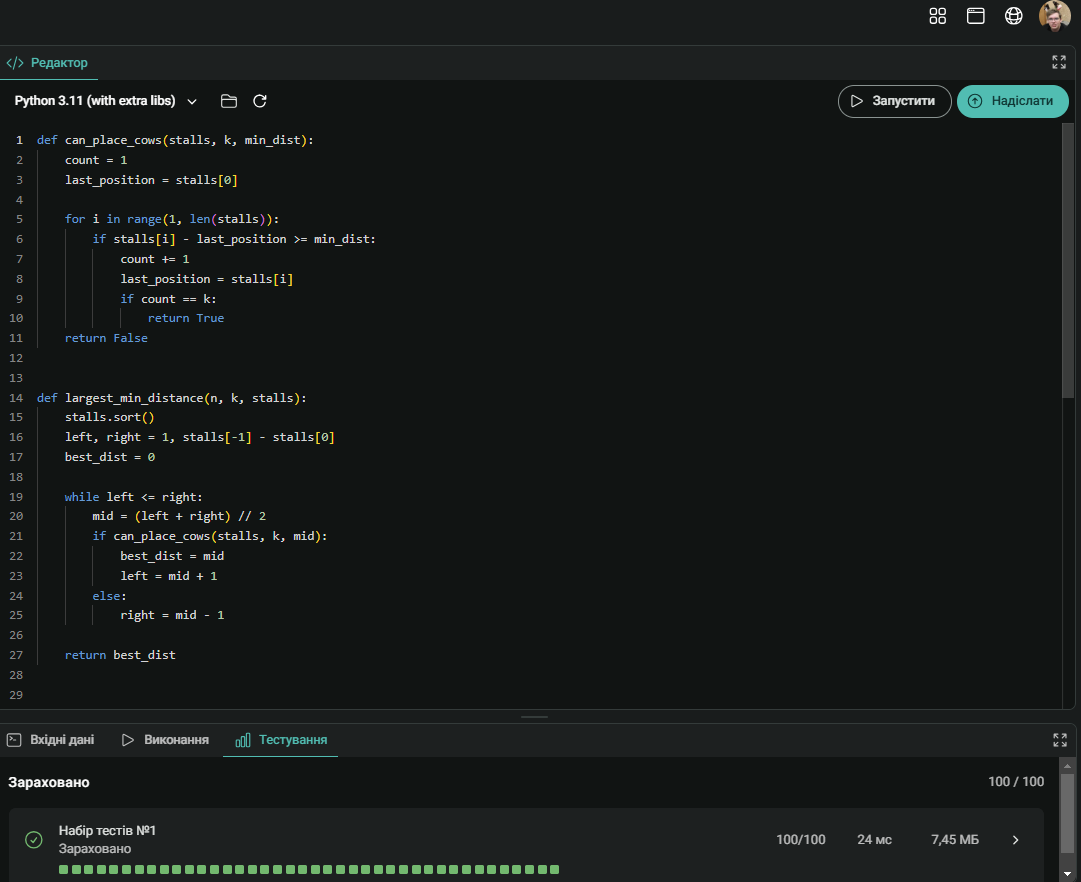 Редактор
Python 3.11 (with extra libs)
Запустити
Надіслати
1 def can_place_cows(stalls, k, min_dist):
2     count = 1
3     last_position = stalls[0]
4
5     for i in range(1, len(stalls)):
6         if stalls[i] - last_position >= min_dist:
7             count += 1
8             last_position = stalls[i]
9             if count == k:
10                 return True
11     return False
12
13
14 def largest_min_distance(n, k, stalls):
15     stalls.sort()
16     left, right = 1, stalls[-1] - stalls[0]
17     best_dist = 0
18
19     while left <= right:
20         mid = (left + right) // 2
21         if can_place_cows(stalls, k, mid):
22             best_dist = mid
23             left = mid + 1
24         else:
25             right = mid - 1
26
27     return best_dist
28
29
Вхідні дані
Виконання
Тестування
Зараховано
100 / 100
Набір тестів №1
Зараховано
100/100
24 мс
7,45 МБ